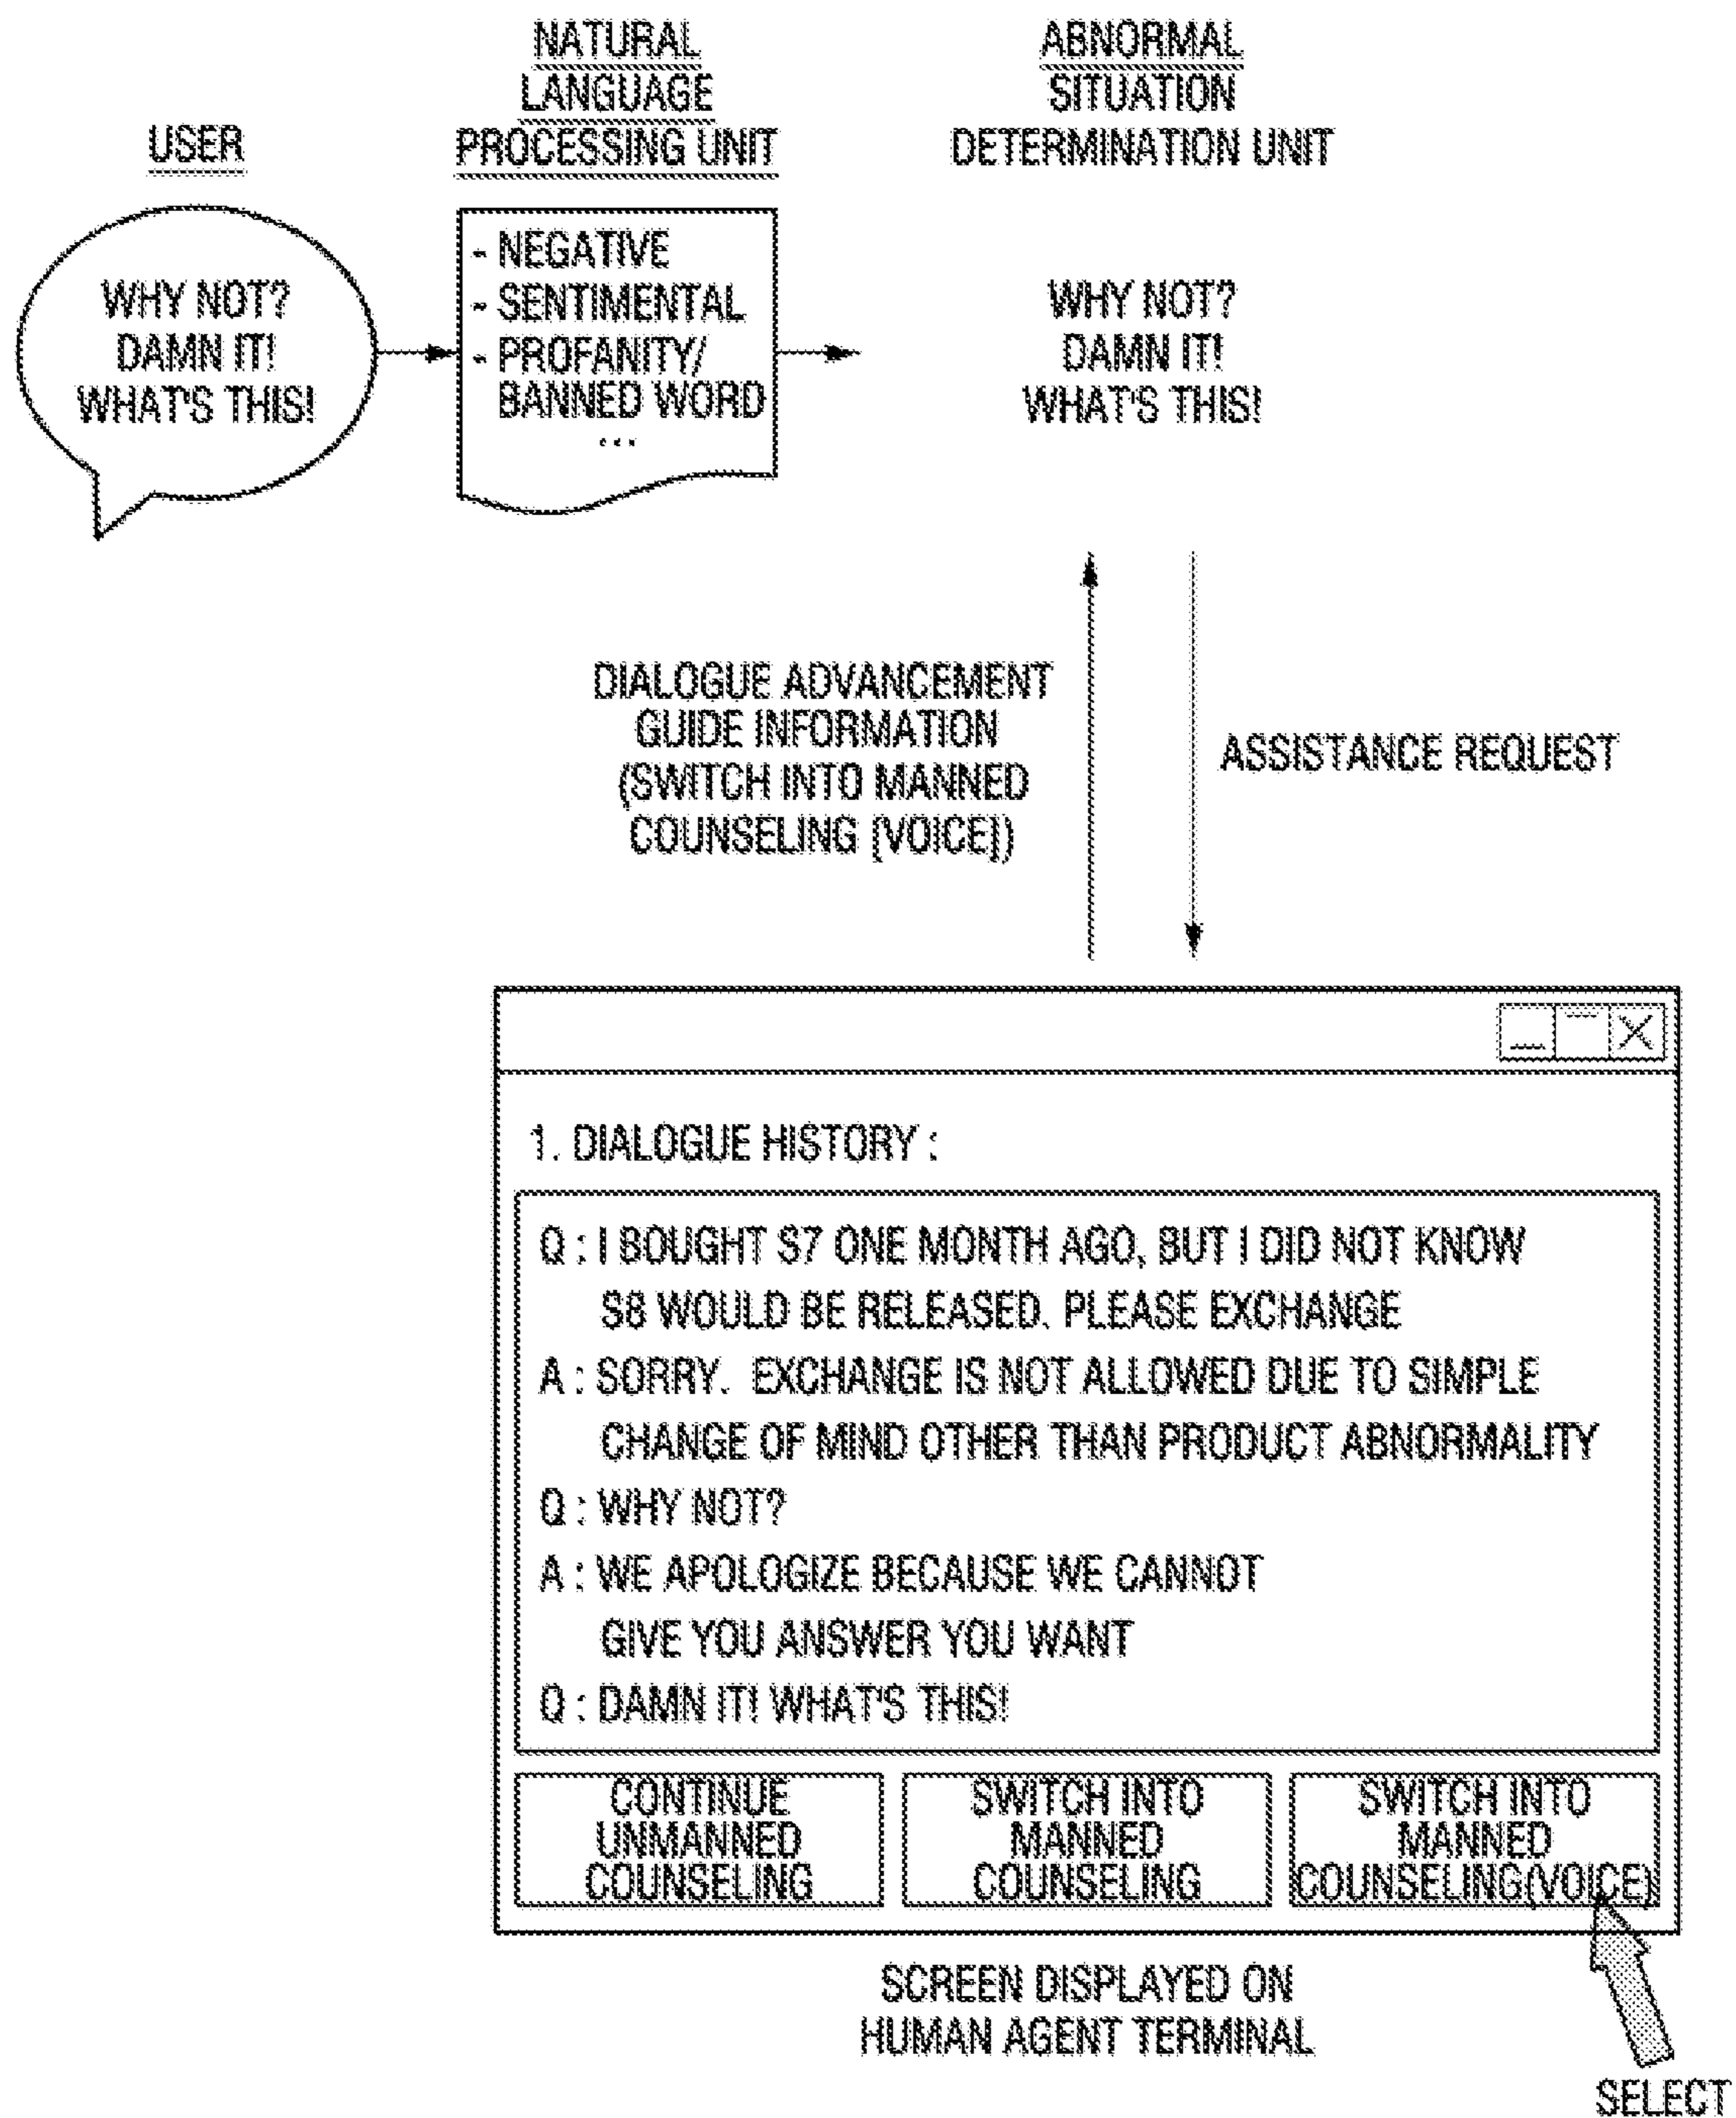 USER
NATURAL
LANGUAGE
PROCESSING UNIT
ABNORMAL
SITUATION
DETERMINATION UNIT
WHY NOT?
DAMN IT!
WHAT'S THIS!
- NEGATIVE
- SENTIMENTAL
- PROFANITY/
BANNED WORD
...
WHY NOT?
DAMN IT!
WHAT'S THIS!
DIALOGUE ADVANCEMENT
GUIDE INFORMATION
(SWITCH INTO MANNED
COUNSELING [VOICE])
ASSISTANCE REQUEST
1. DIALOGUE HISTORY :
Q : I BOUGHT S7 ONE MONTH AGO, BUT I DID NOT KNOW
S8 WOULD BE RELEASED. PLEASE EXCHANGE
A : SORRY. EXCHANGE IS NOT ALLOWED DUE TO SIMPLE
CHANGE OF MIND OTHER THAN PRODUCT ABNORMALITY
Q : WHY NOT?
A : WE APOLOGIZE BECAUSE WE CANNOT
GIVE YOU ANSWER YOU WANT
Q : DAMN IT! WHAT'S THIS!
CONTINUE
UNMANNED
COUNSELING
SWITCH INTO
MANNED
COUNSELING
SWITCH INTO
MANNED
COUNSELING(VOICE)
SCREEN DISPLAYED ON
HUMAN AGENT TERMINAL
SELECT